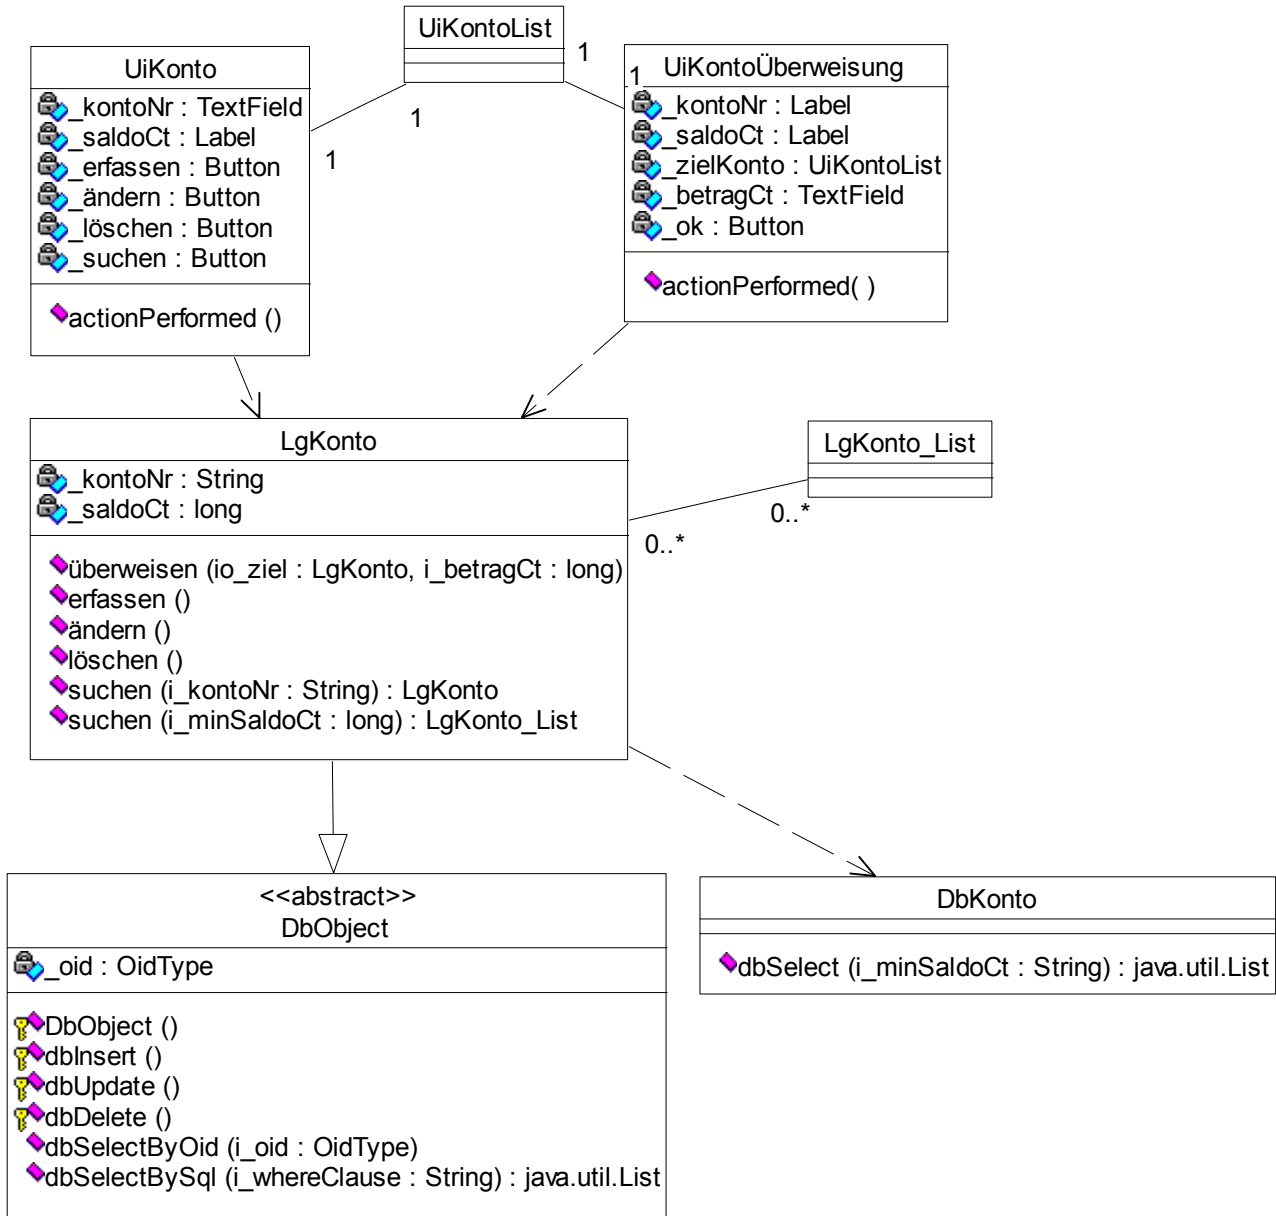 UiKontoList
1
1
UiKonto
_kontoNr : TextField
_saldoCt : Label
_erfassen : Button
_ändern : Button
_löschen : Button
_suchen : Button
actionPerformed ()
1
1
UiKontoÜberweisung
_kontoNr : Label
_saldoCt : Label
_zielKonto : UiKontoList
_betragCt : TextField
_ok : Button
actionPerformed( )
LgKonto
_kontoNr : String
_saldoCt : long
überweisen (io_ziel : LgKonto, i_betragCt : long)
erfassen ()
ändern ()
löschen ()
suchen (i_kontoNr : String) : LgKonto
suchen (i_minSaldoCt : long) : LgKonto_List
LgKonto_List
0..*
0..*
<<abstract>>
DbObject
_oid : OidType
DbObject ()
dbInsert ()
dbUpdate ()
dbDelete ()
dbSelectByOid (i_oid : OidType)
dbSelectBySql (i_whereClause : String) : java.util.List
DbKonto
dbSelect (i_minSaldoCt : String) : java.util.List